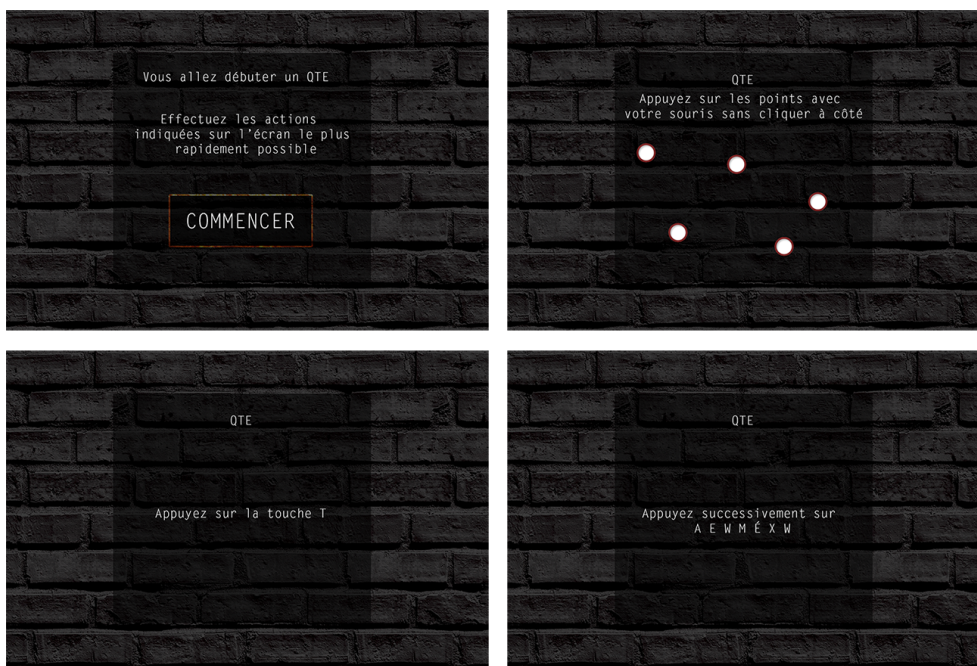 Vous allez débuter un QTE
Effectuez les actions
indiquées sur l'écran le plus
rapidement possible
COMMENCER
QTE
Appuyez sur les points avec
votre souris sans cliquer à côté
QTE
Appuyez sur la touche T
QTE
Appuyez successivement sur
A E W M É X W